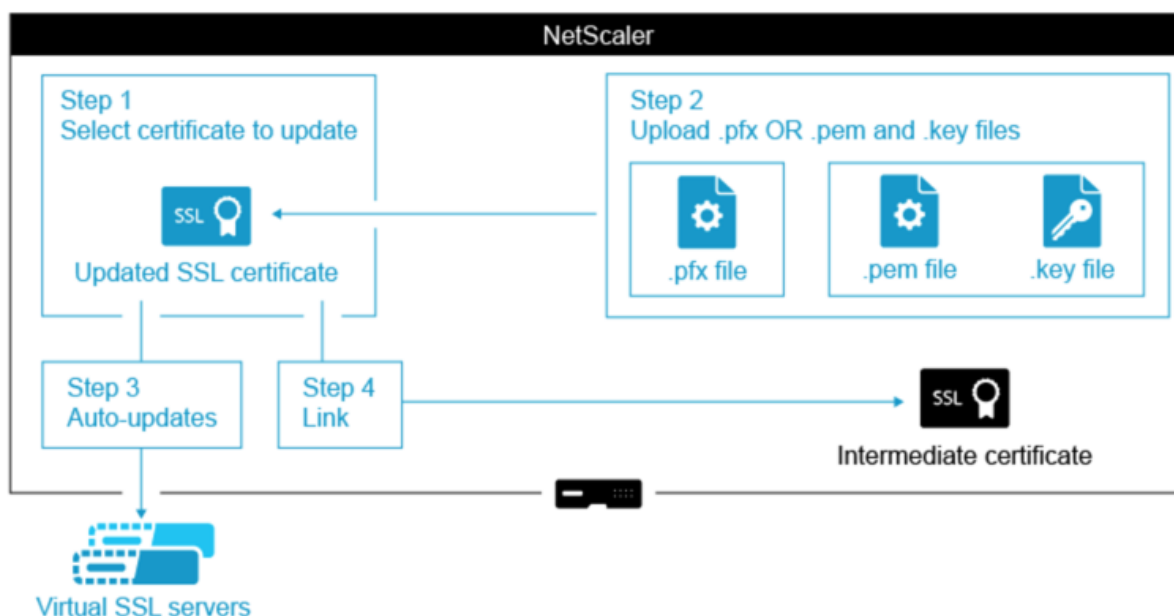 NetScaler
Step 1
Select certificate to update
SSL
Updated SSL certificate
Step 2
Upload .pfx OR .pem and .key files
.pfx file
.pem file
.key file
Step 3
Auto-updates
Step 4
Link
SSL
Intermediate certificate
Virtual SSL servers